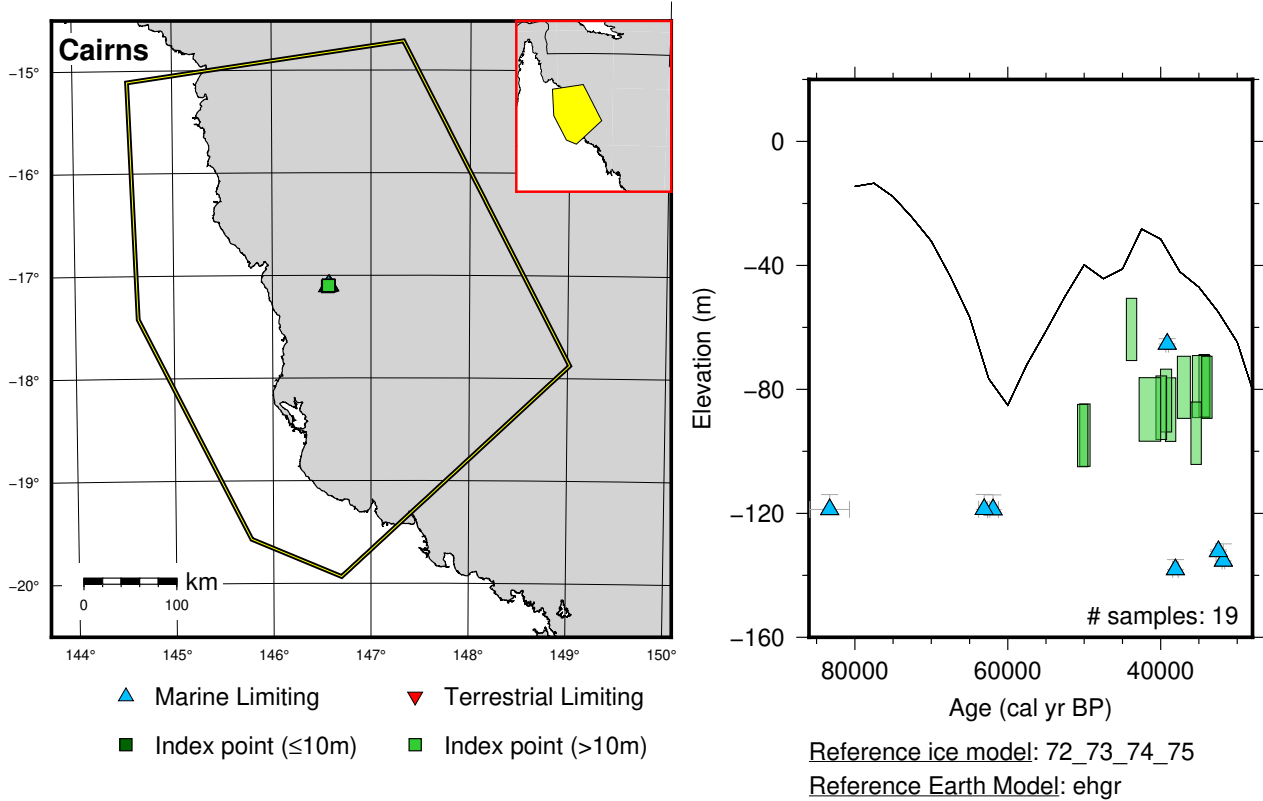 Cairns
−15°
−16°
−17°
−18°
−19°
−20°
km
0 100
144° 145° 146° 147° 148° 149° 150°
Marine Limiting
Terrestrial Limiting
Index point (≤10m)
Index point (>10m)
Elevation (m)
0
−40
−80
−120
−160
# samples: 19
80000 60000 40000
Age (cal yr BP)
Reference ice model: 72_73_74_75
Reference Earth Model: ehgr